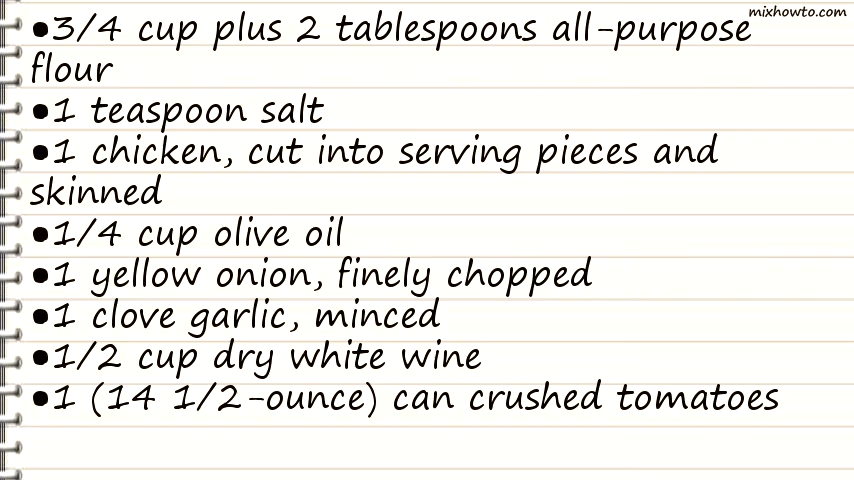 mixhowto.com
•3/4 cup plus 2 tablespoons all-purpose
flour
•1 teaspoon salt
•1 chicken, cut into serving pieces and
skinned
•1/4 cup olive oil
•1 yellow onion, finely chopped
•1 clove garlic, minced
•1/2 cup dry white wine
•1 (14 1/2-ounce) can crushed tomatoes